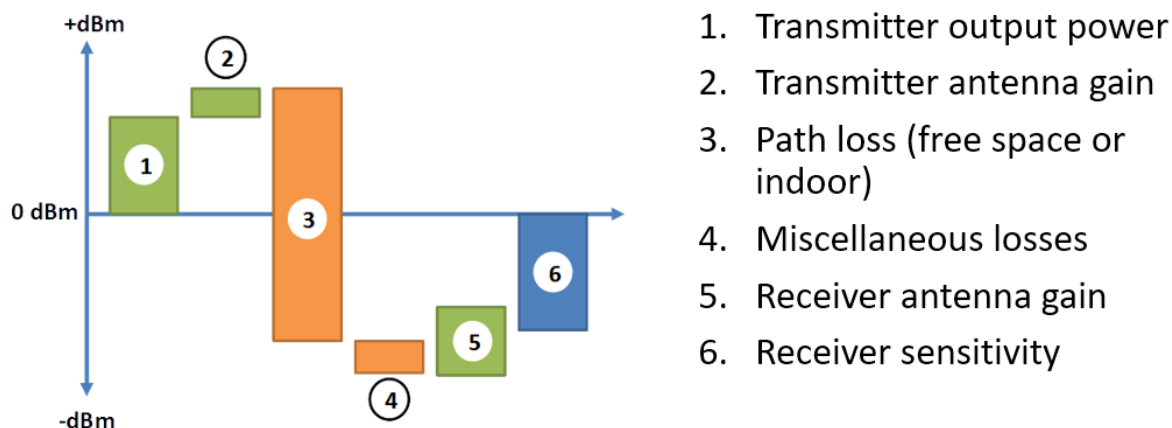 +dBm
2
1
0 dBm
3
6
5
4
-dBm
1. Transmitter output power
2. Transmitter antenna gain
3. Path loss (free space or
indoor)
4. Miscellaneous losses
5. Receiver antenna gain
6. Receiver sensitivity